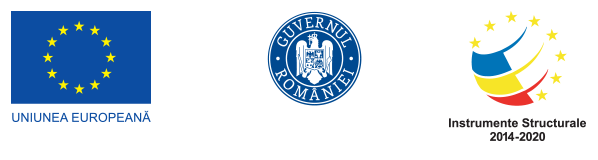 GUVERNUL
ROMÂNIEI
UNIUNEA EUROPEANĂ
Instrumente Structurale
2014-2020